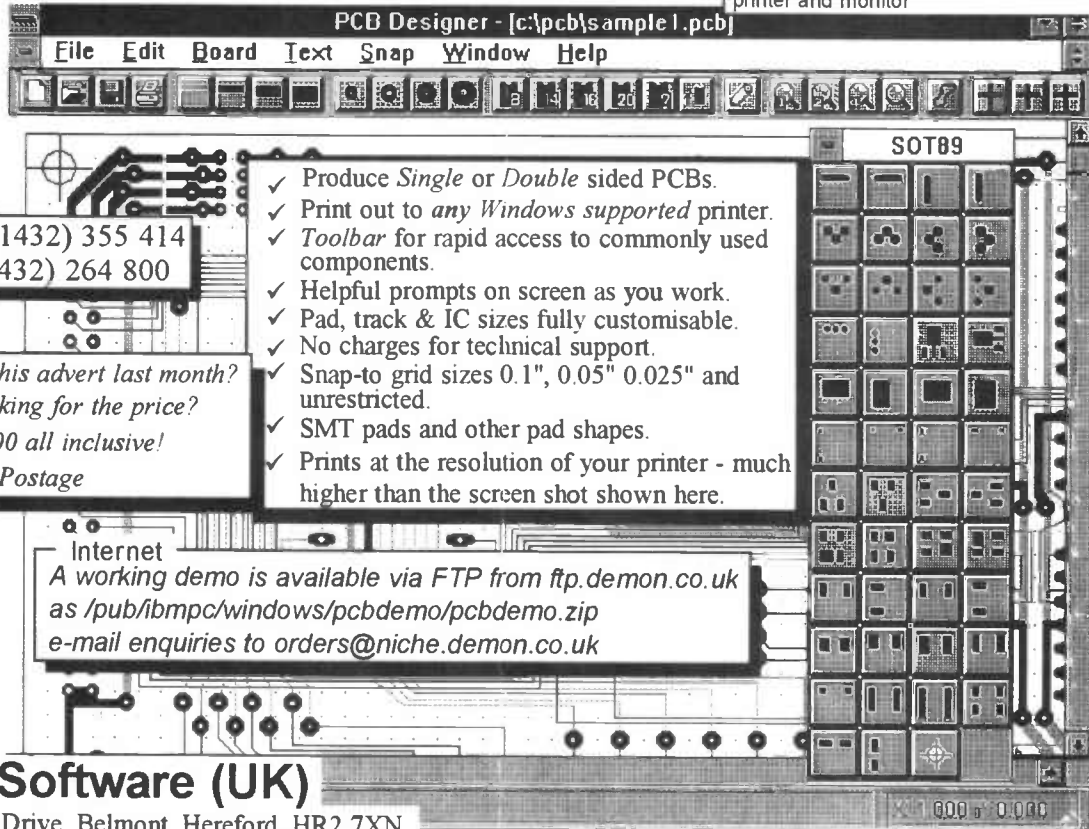 printer and monitor
PCB Designer - [c:\pcb\sample1.pcb]
File Edit Board Text Snap Window Help
8 14 16 20 ?
SOT89
1432) 355 414
432) 264 800
✓ Produce Single or Double sided PCBs.
✓ Print out to any Windows supported printer.
✓ Toolbar for rapid access to commonly used
components.
✓ Helpful prompts on screen as you work.
✓ Pad, track & IC sizes fully customisable.
✓ No charges for technical support.
✓ Snap-to grid sizes 0.1", 0.05" 0.025" and
unrestricted.
✓ SMT pads and other pad shapes.
✓ Prints at the resolution of your printer - much
higher than the screen shot shown here.
his advert last month?
king for the price?
00 all inclusive!
Postage
Internet
A working demo is available via FTP from ftp.demon.co.uk
as /pub/ibmpc/windows/pcbdemo/pcbdemo.zip
e-mail enquiries to orders@niche.demon.co.uk
Software (UK)
Drive, Belmont, Hereford. HR2 7XN
0.000